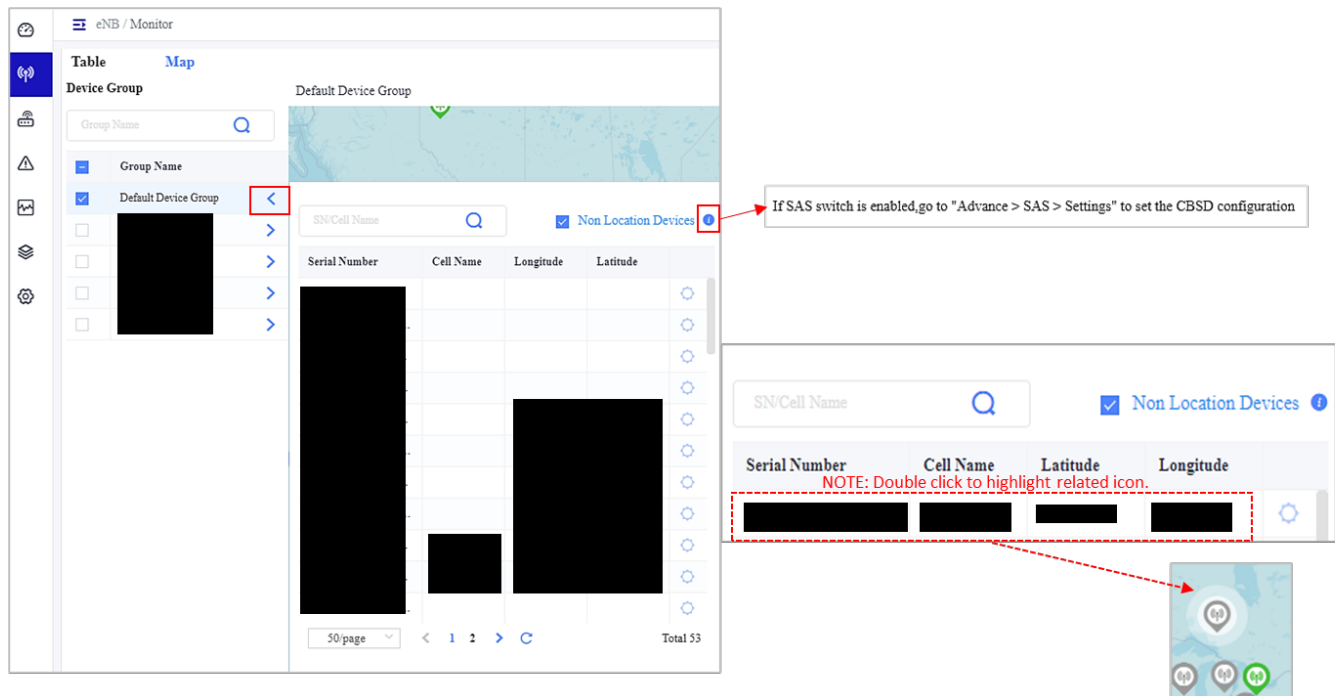 eNB / Monitor
Table Map
Device Group
Default Device Group
Group Name
Group Name
Default Device Group
SN/Cell Name
Non Location Devices
Serial Number Cell Name Longitude Latitude
50/page
1 2
Total 53
If SAS switch is enabled,go to "Advance > SAS > Settings" to set the CBSD configuration
SN/Cell Name
Non Location Devices
Serial Number Cell Name Latitude Longitude
NOTE: Double click to highlight related icon.